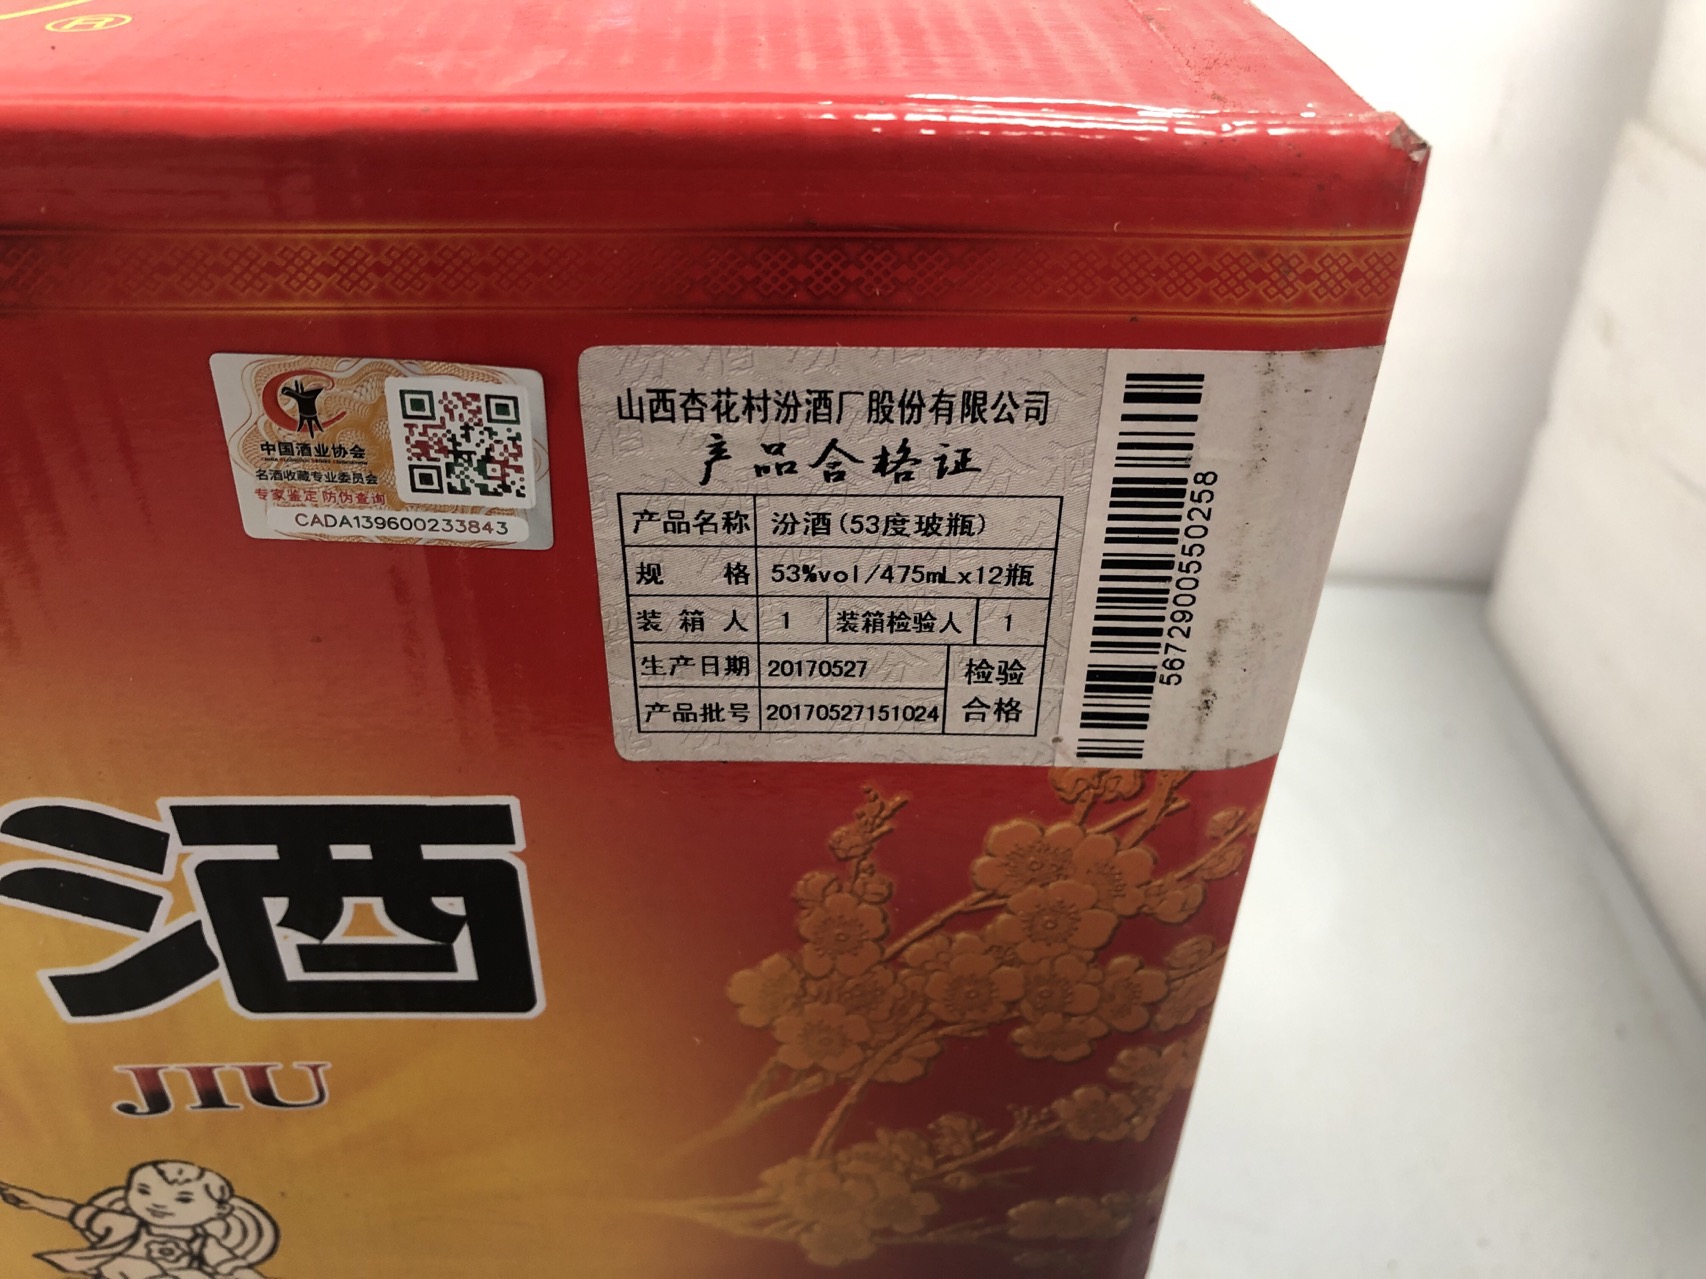 ®
中国酒业协会
名酒收藏专业委员会
专家鉴定 防伪查询
CADA139600233843
山西杏花村汾酒厂股份有限公司
产品合格证
产品名称 汾酒(53度玻瓶)
规 格 53%vol/475mLx12瓶
装箱人 1 装箱检验人 1
生产日期 20170527 检验
产品批号 20170527151024 合格
5672900550258
酒
JIU